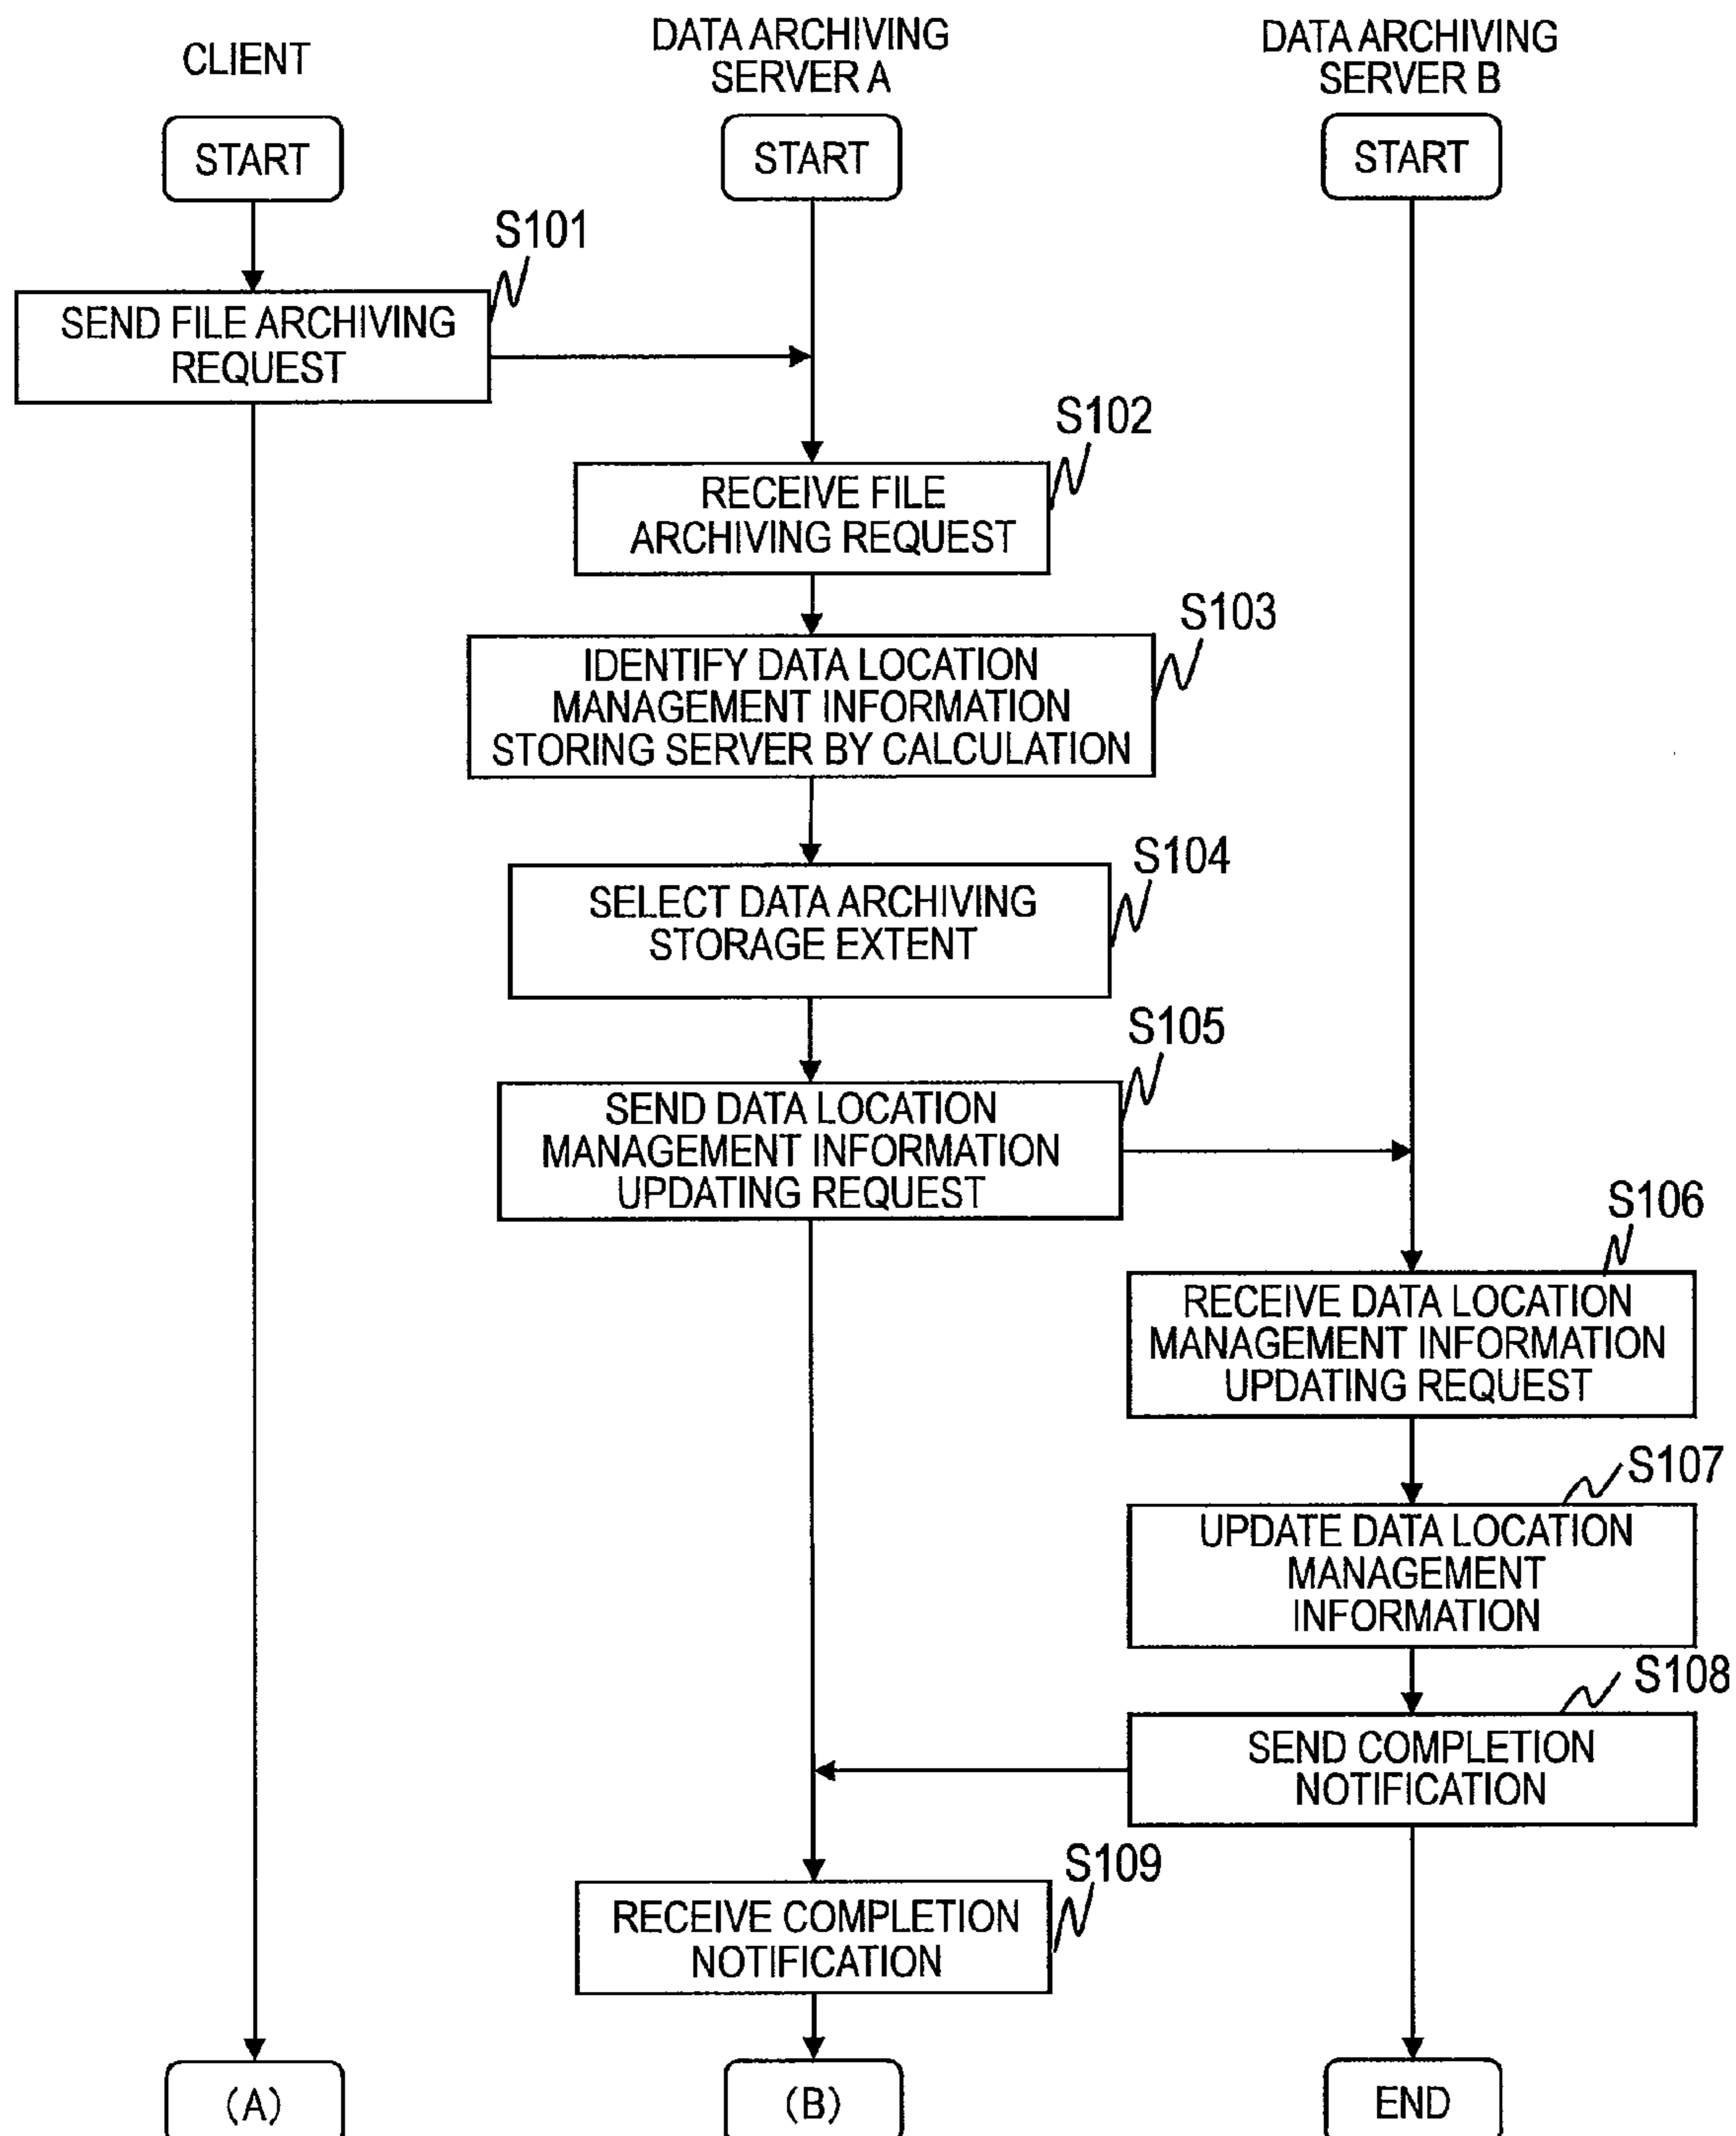 CLIENT
DATA ARCHIVING
SERVER A
DATA ARCHIVING
SERVER B
START
START
START
S101
SEND FILE ARCHIVING
REQUEST
S102
RECEIVE FILE
ARCHIVING REQUEST
S103
IDENTIFY DATA LOCATION
MANAGEMENT INFORMATION
STORING SERVER BY CALCULATION
S104
SELECT DATA ARCHIVING
STORAGE EXTENT
S105
SEND DATA LOCATION
MANAGEMENT INFORMATION
UPDATING REQUEST
S106
RECEIVE DATA LOCATION
MANAGEMENT INFORMATION
UPDATING REQUEST
S107
UPDATE DATA LOCATION
MANAGEMENT
INFORMATION
S108
SEND COMPLETION
NOTIFICATION
S109
RECEIVE COMPLETION
NOTIFICATION
(A)
(B)
END